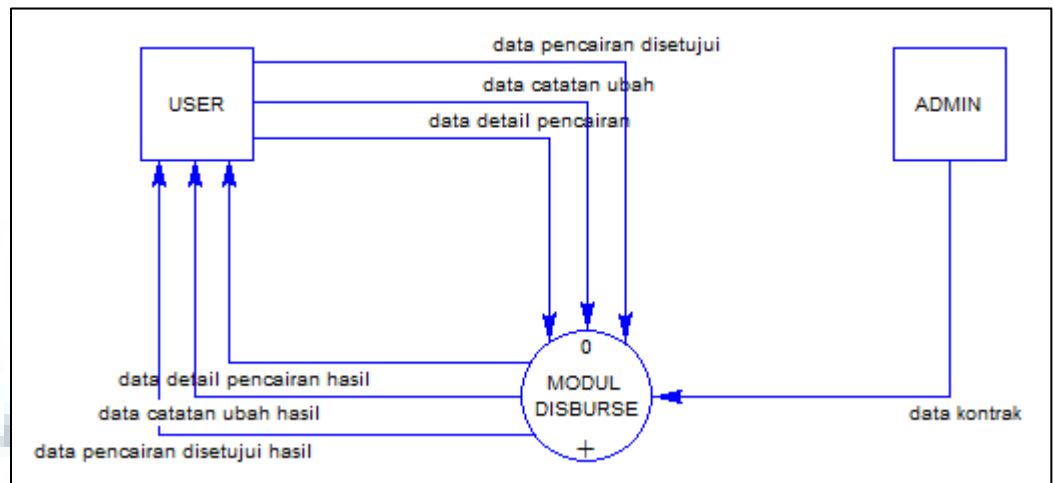 data pencairan disetujui
USER
data catatan ubah
ADMIN
data detail pencairan
0
MODUL
DISBURSE
+
data detail pencairan hasil
data catatan ubah hasil
data kontrak
data pencairan disetujui hasil